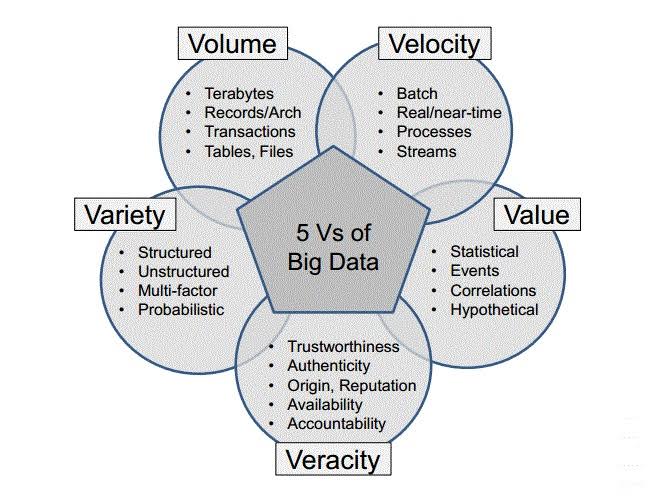 Volume
• Terabytes
• Records/Arch
• Transactions
• Tables, Files
Velocity
• Batch
• Real/near-time
• Processes
• Streams
Variety
• Structured
• Unstructured
• Multi-factor
• Probabilistic
5 Vs of
Big Data
Value
• Statistical
• Events
• Correlations
• Hypothetical
• Trustworthiness
• Authenticity
• Origin, Reputation
• Availability
• Accountability
Veracity